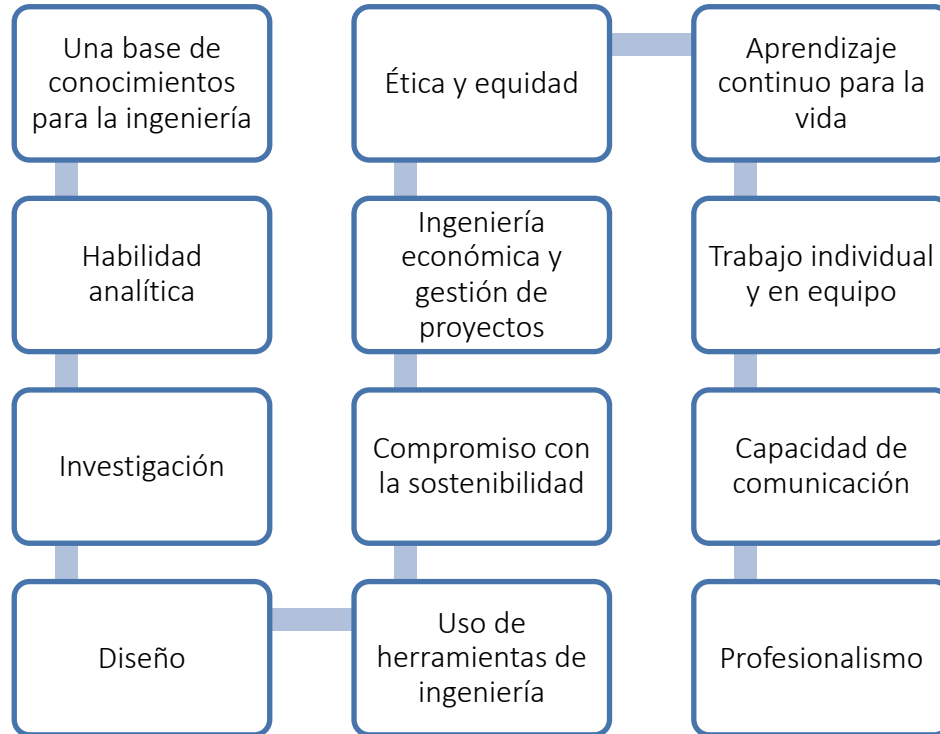 Una base de
conocimientos
para la ingeniería
Habilidad
analítica
Investigación
Diseño
Uso de
herramientas de
ingeniería
Compromiso con
la sostenibilidad
Ingeniería
económica y
gestión de
proyectos
Ética y equidad
Aprendizaje
continuo para la
vida
Trabajo individual
y en equipo
Capacidad de
comunicación
Profesionalismo